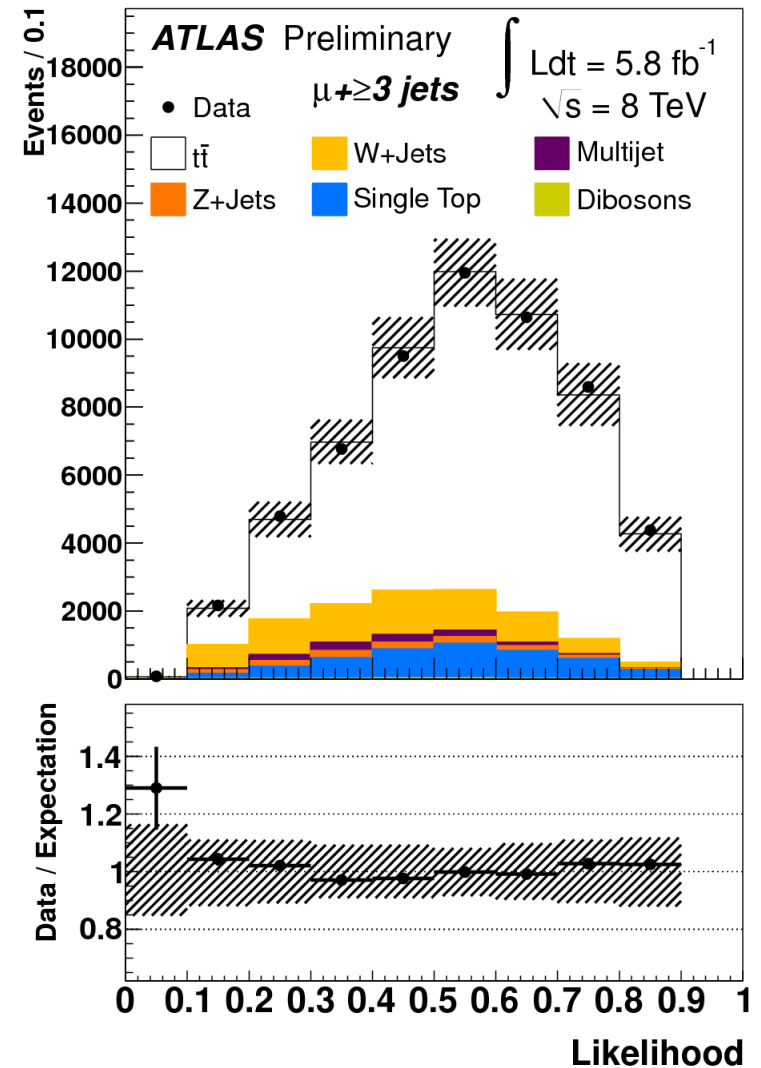 ATLAS Preliminary
∫ Ldt = 5.8 fb⁻¹
μ+≥3 jets
√s = 8 TeV
Data
tt̄
W+Jets
Multijet
Z+Jets
Single Top
Dibosons
Events / 0.1
18000
16000
14000
12000
10000
8000
6000
4000
2000
0
Data / Expectation
1.4
1.2
1
0.8
0 0.1 0.2 0.3 0.4 0.5 0.6 0.7 0.8 0.9 1
Likelihood